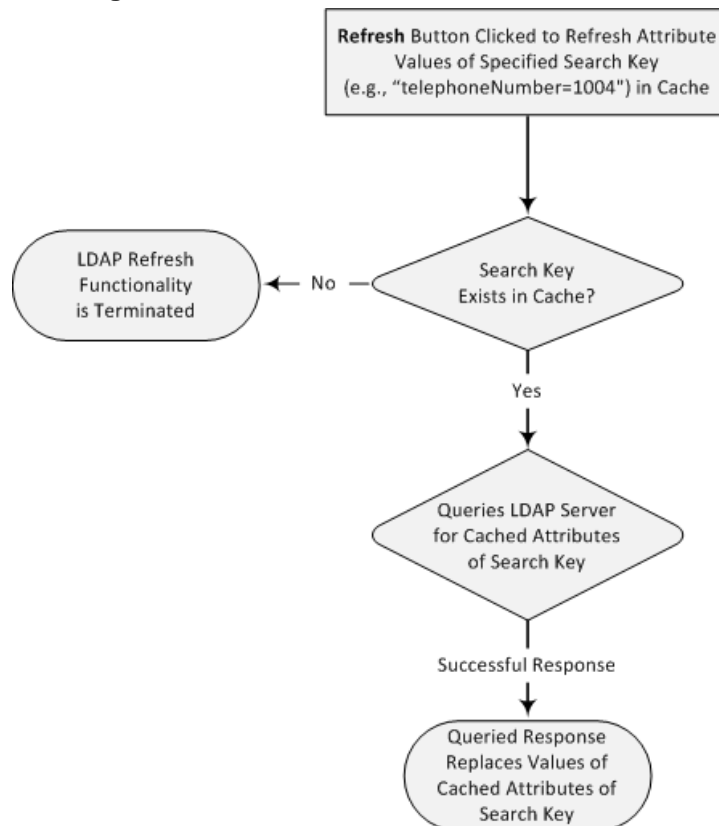 Refresh Button Clicked to Refresh Attribute
Values of Specified Search Key
(e.g., “telephoneNumber=1004") in Cache
LDAP Refresh
Functionality
is Terminated
No
Search Key
Exists in Cache?
Yes
Queries LDAP Server
for Cached Attributes
of Search Key
Successful Response
Queried Response
Replaces Values of
Cached Attributes of
Search Key